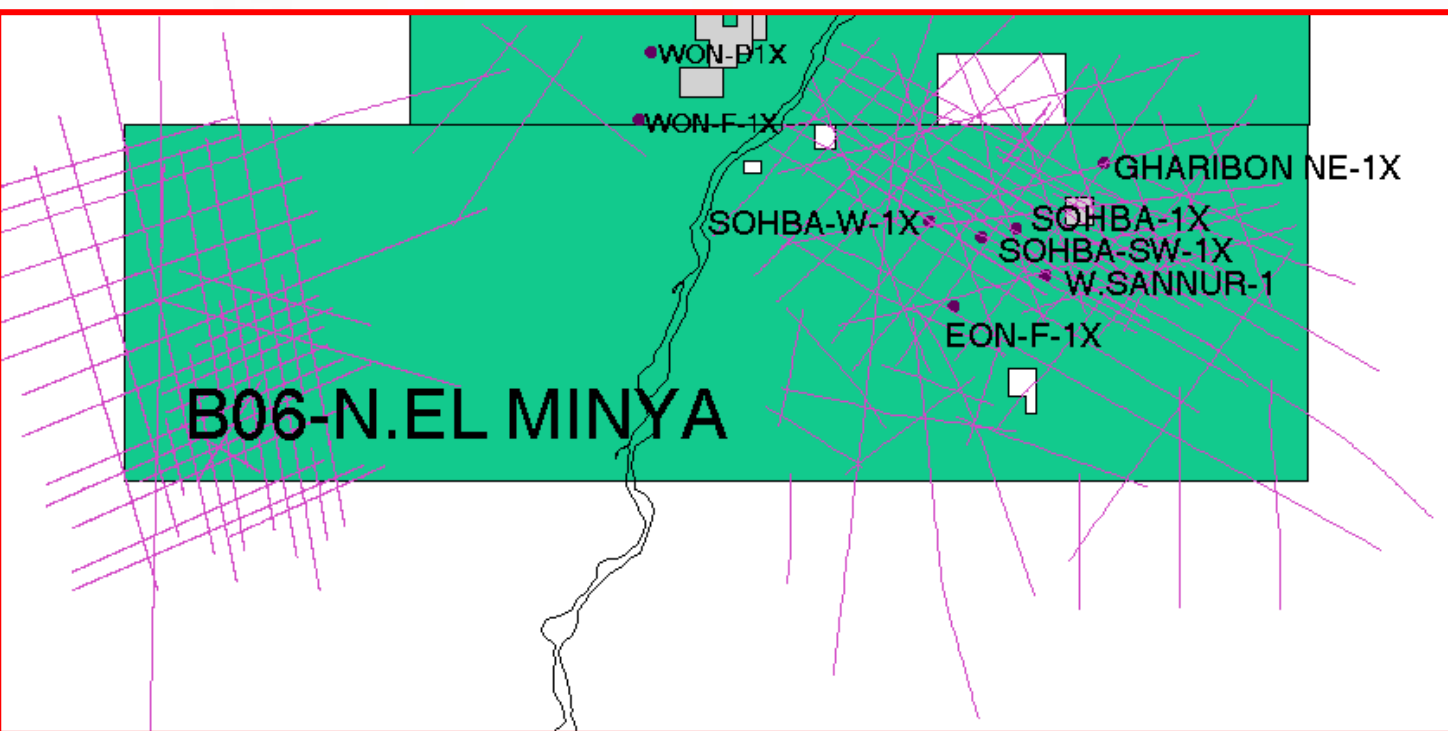 WON-D1X
WON-F-1X
GHARIBON NE-1X
SOHBA-W-1X
SOHBA-1X
SOHBA-SW-1X
W.SANNUR-1
EON-F-1X
B06-N.EL MINYA